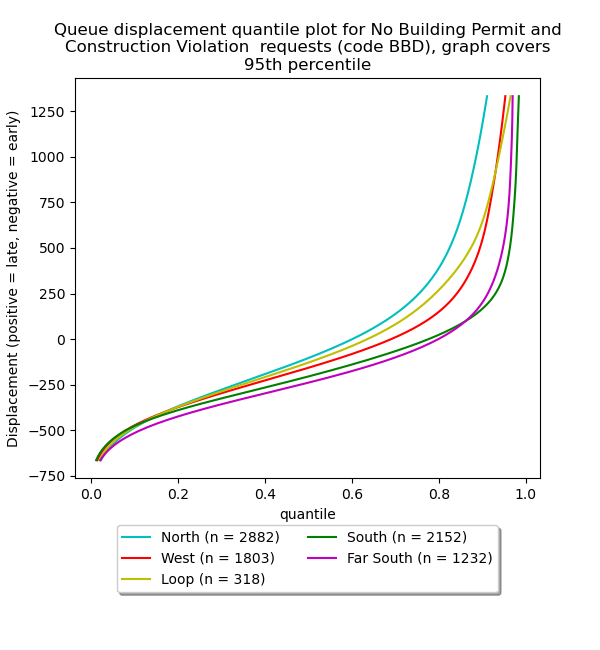 Queue displacement quantile plot for No Building Permit and
Construction Violation  requests (code BBD), graph covers
95th percentile
Displacement (positive = late, negative = early)
1250
1000
750
500
250
0
−250
−500
−750
0.0 0.2 0.4 0.6 0.8 1.0
quantile
North (n = 2882)
West (n = 1803)
Loop (n = 318)
South (n = 2152)
Far South (n = 1232)